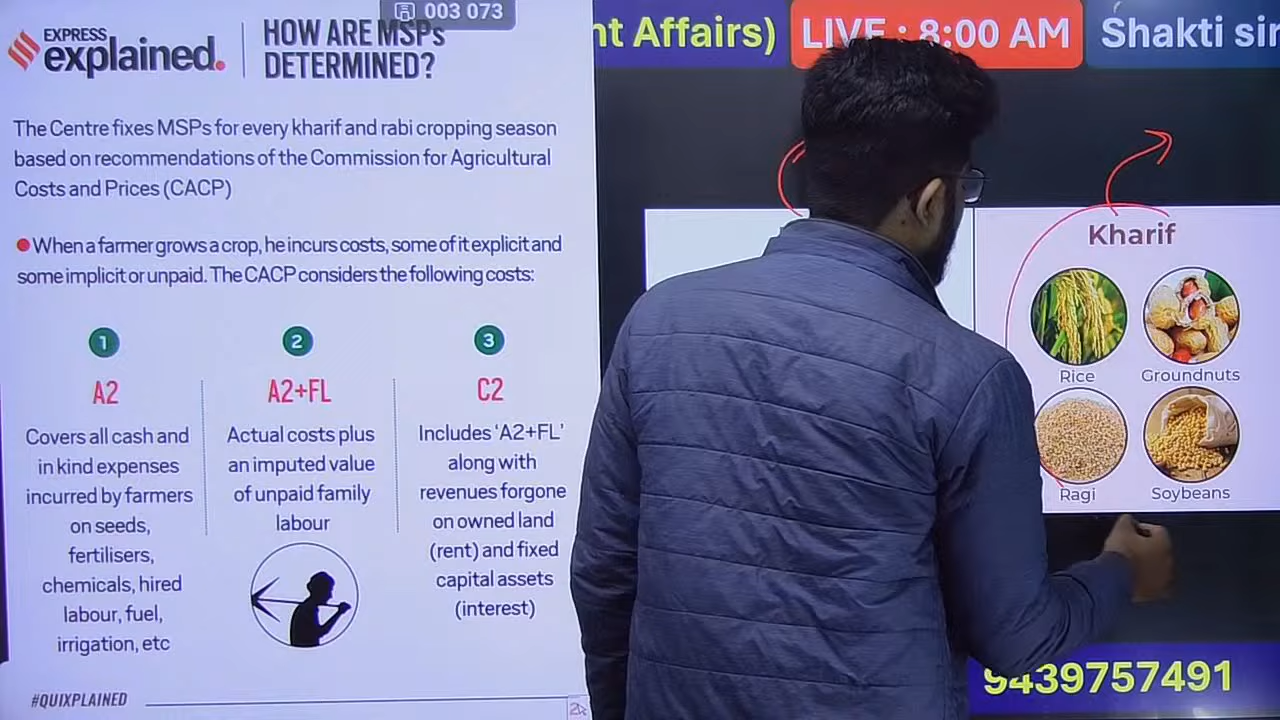 003 073
EXPRESS
explained.
HOW ARE MSPs
DETERMINED?
The Centre fixes MSPs for every kharif and rabi cropping season
based on recommendations of the Commission for Agricultural
Costs and Prices (CACP)
When a farmer grows a crop, he incurs costs, some of it explicit and
some implicit or unpaid. The CACP considers the following costs:
1
A2
Covers all cash and
in kind expenses
incurred by farmers
on seeds,
fertilisers,
chemicals, hired
labour, fuel,
irrigation, etc
2
A2+FL
Actual costs plus
an imputed value
of unpaid family
labour
3
C2
Includes ‘A2+FL’
along with
revenues forgone
on owned land
(rent) and fixed
capital assets
(interest)
#QUIXPLAINED
nt Affairs)
LIVE : 8:00 AM
Shakti sir
Kharif
Rice
Groundnuts
Ragi
Soybeans
9439757491